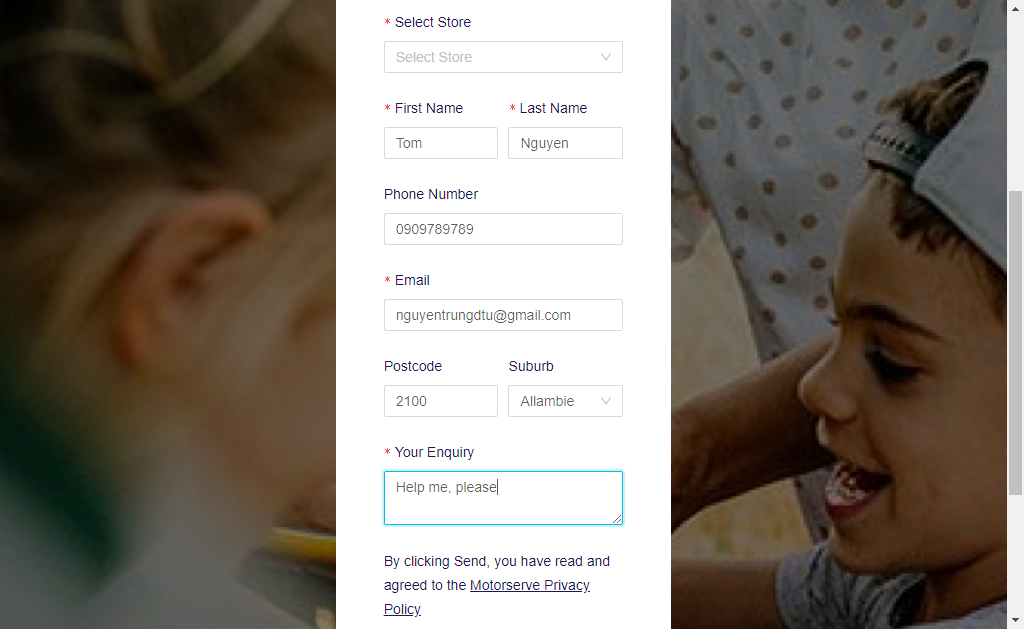 * Select Store
Select Store
* First Name * Last Name
Tom Nguyen
Phone Number
0909789789
* Email
nguyentrungdtu@gmail.com
Postcode Suburb
2100 Allambie
* Your Enquiry
Help me, please
By clicking Send, you have read and
agreed to the Motorserve Privacy
Policy